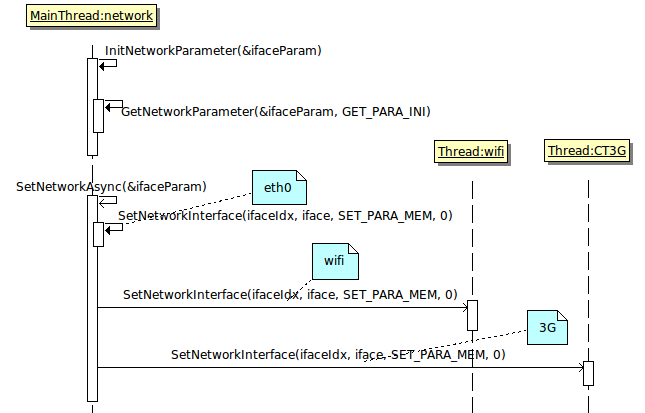 MainThread:network
InitNetworkParameter(&ifaceParam)
GetNetworkParameter(&ifaceParam, GET_PARA_INI)
Thread:wifi
Thread:CT3G
SetNetworkAsync(&ifaceParam)
eth0
SetNetworkInterface(ifaceIdx, iface, SET_PARA_MEM, 0)
wifi
SetNetworkInterface(ifaceIdx, iface, SET_PARA_MEM, 0)
3G
SetNetworkInterface(ifaceIdx, iface, SET_PARA_MEM, 0)